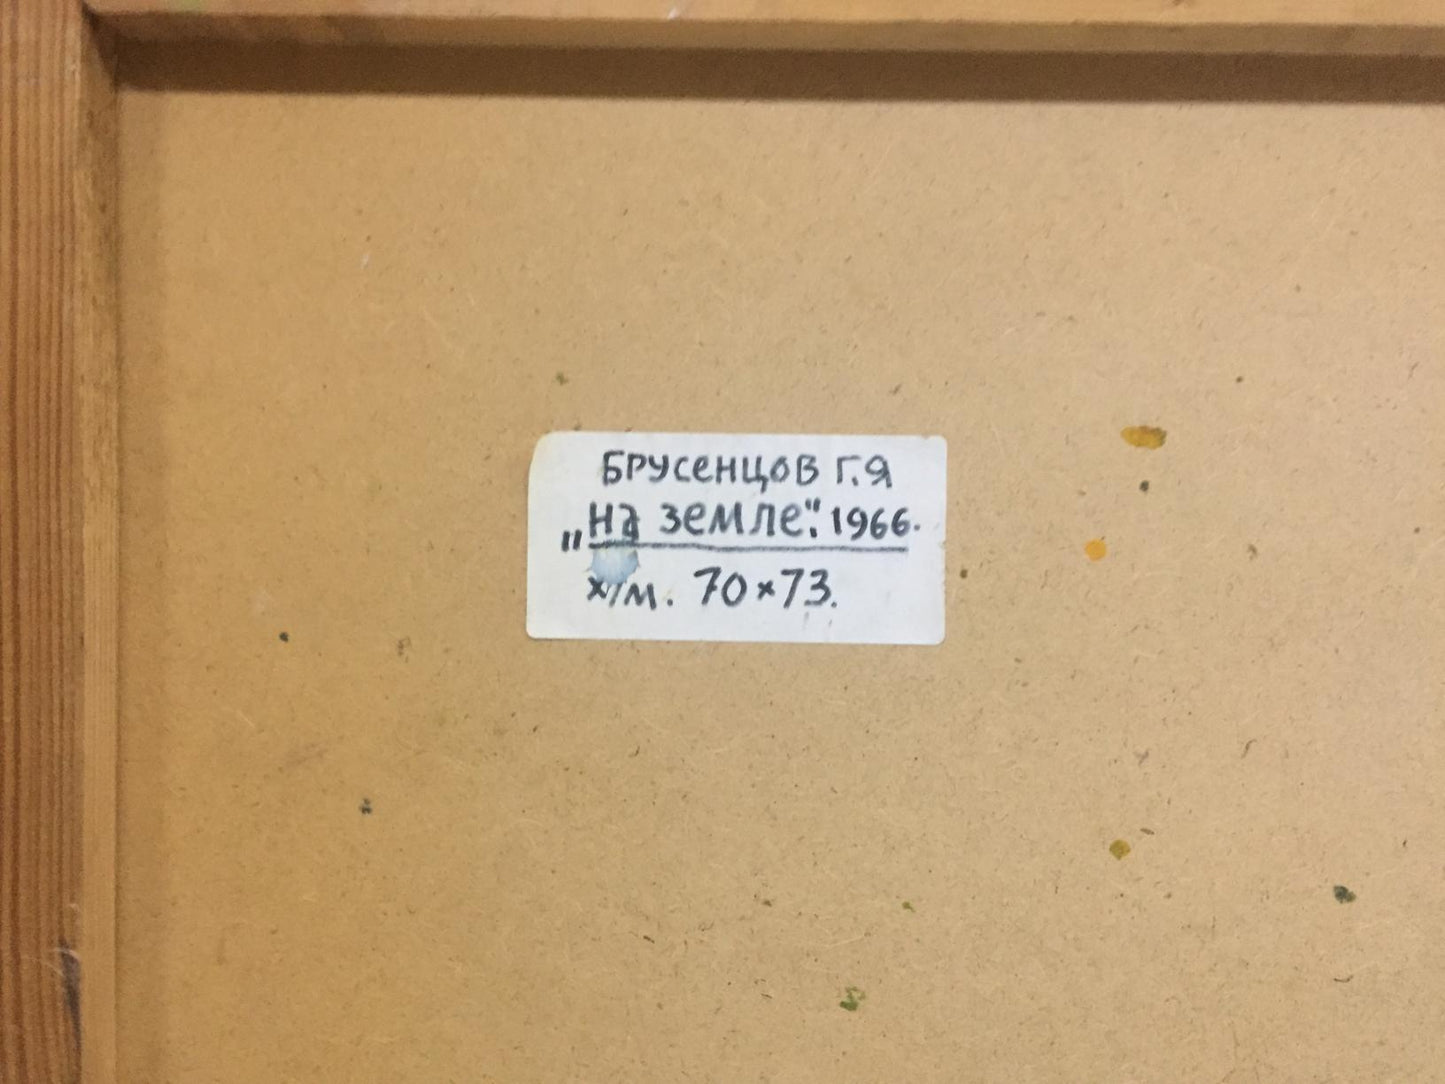 БРУСЕНЦОВ Г.Я
„на земле". 1966.
х/м. 70×73.